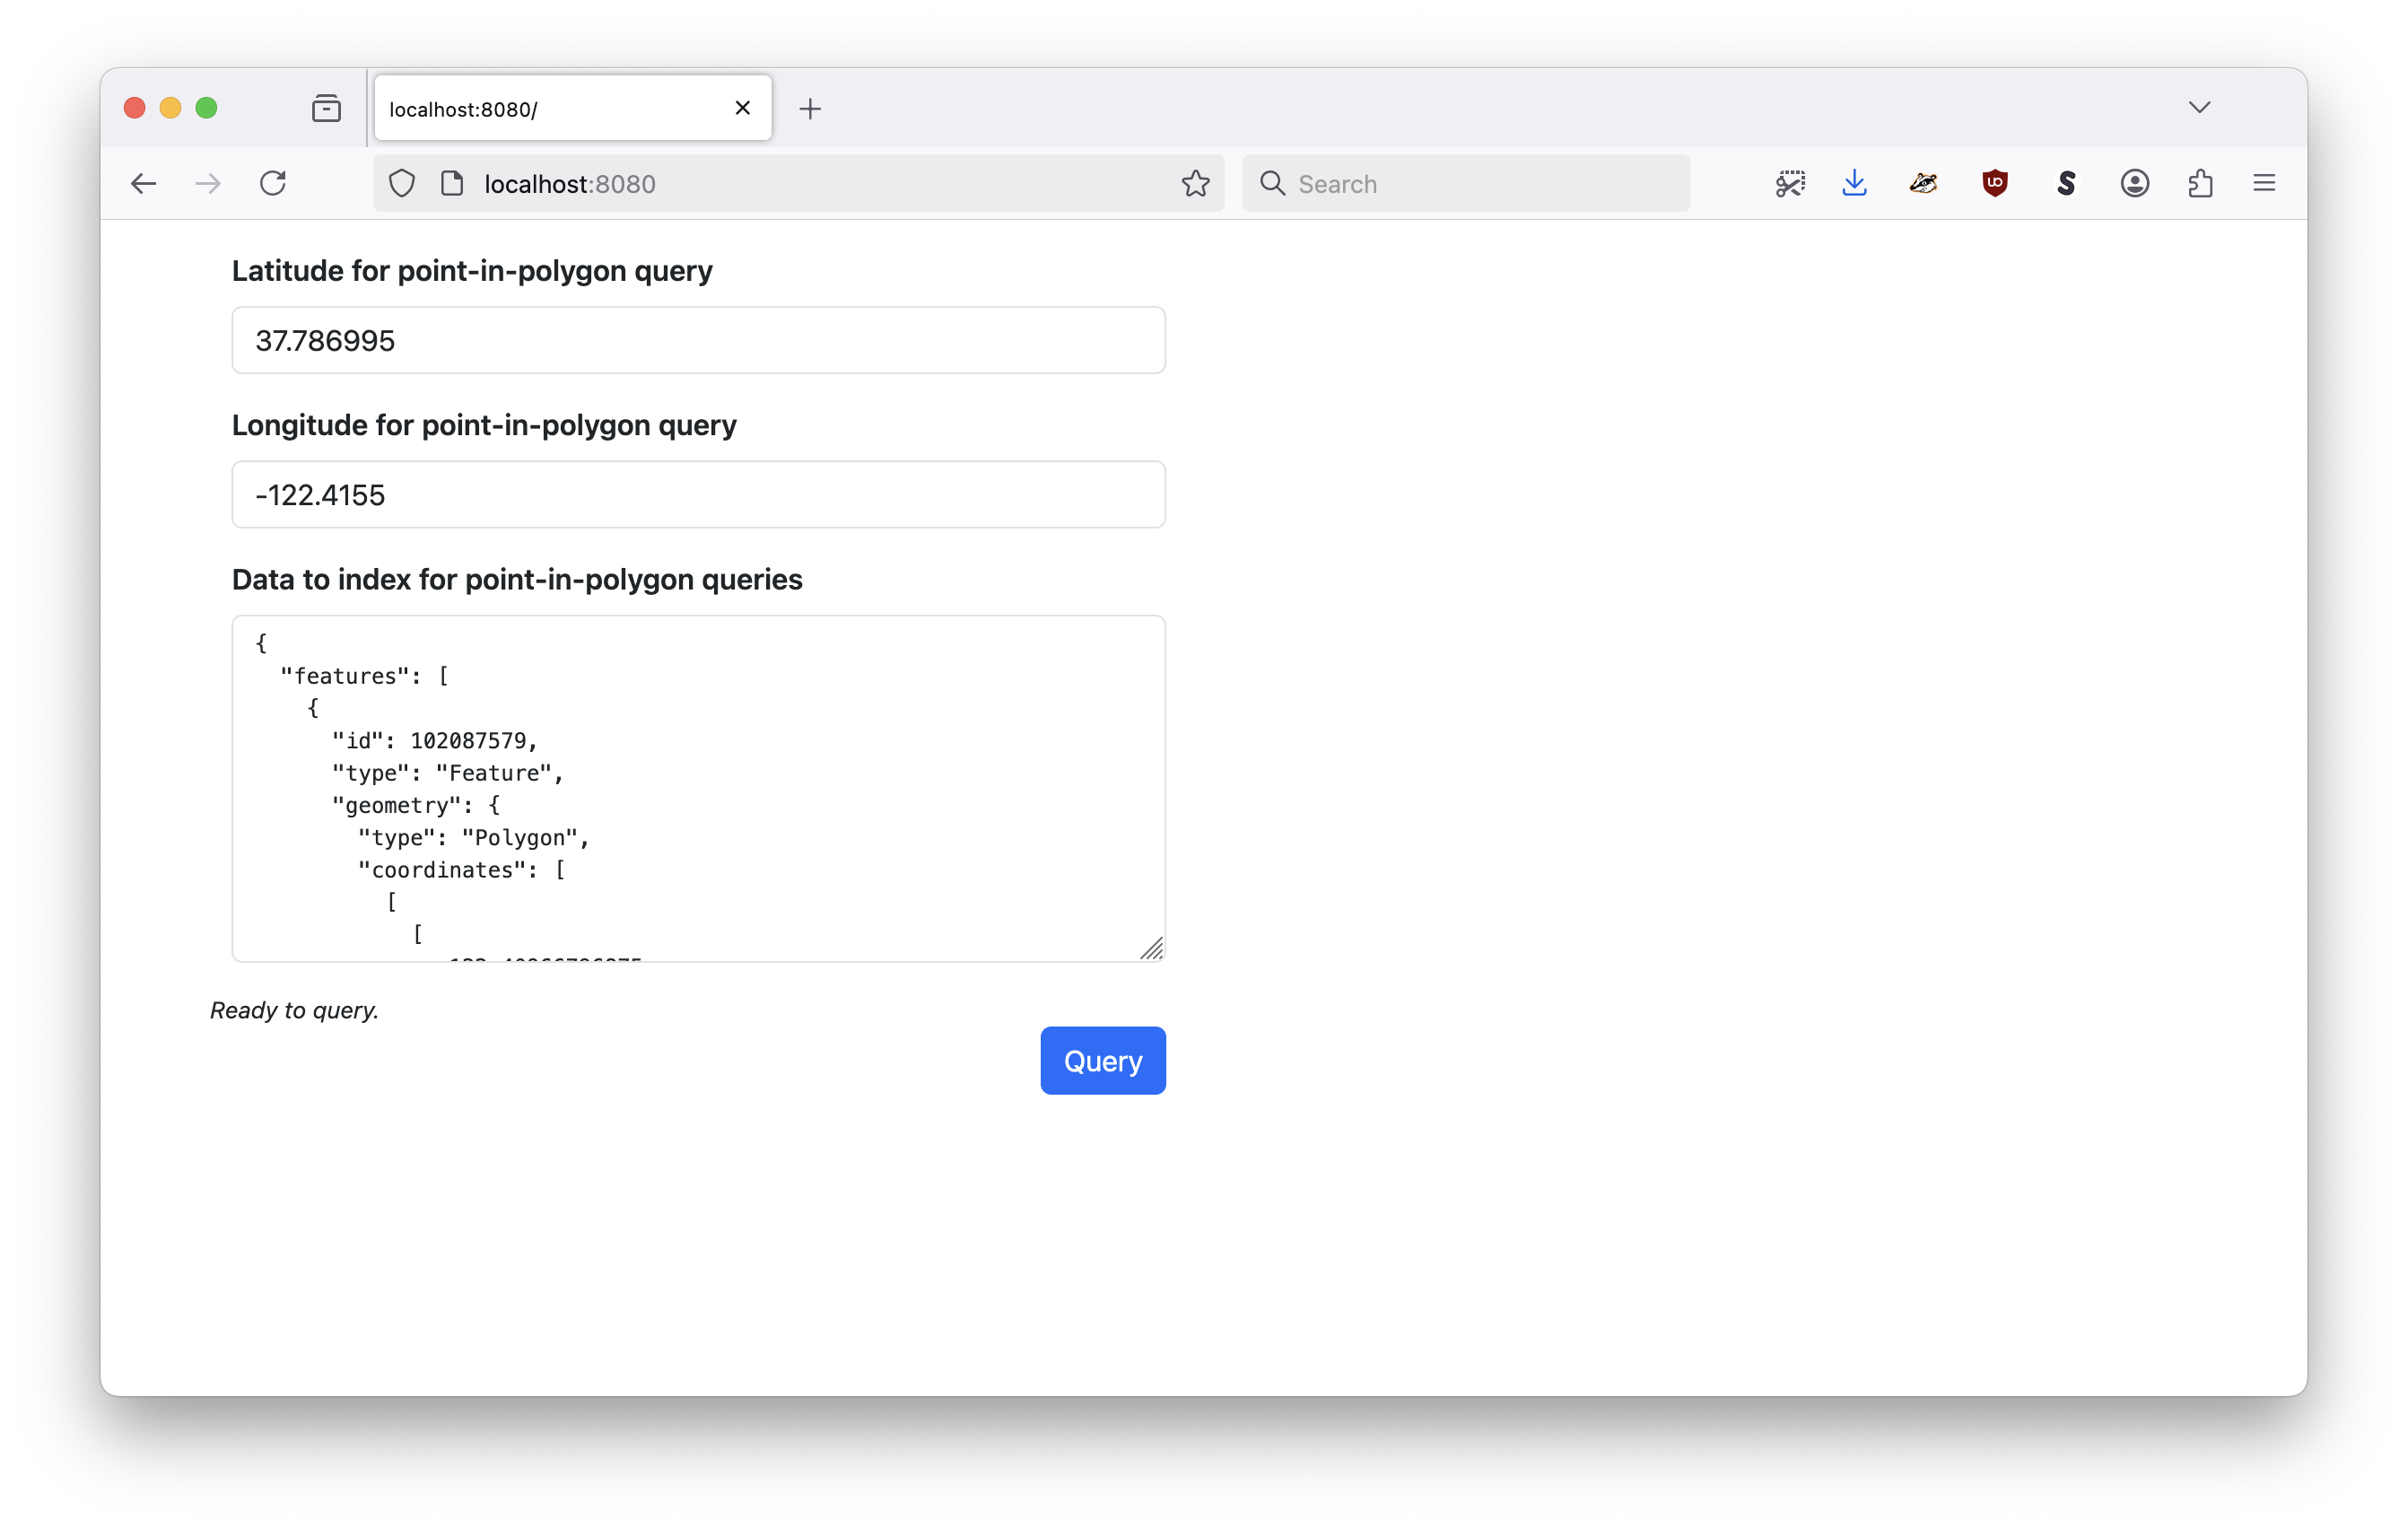 localhost:8080/
localhost:8080
Search
Latitude for point-in-polygon query
37.786995
Longitude for point-in-polygon query
-122.4155
Data to index for point-in-polygon queries
{
"features": [
{
"id": 102087579,
"type": "Feature",
"geometry": {
"type": "Polygon",
"coordinates": [
[
[
Ready to query.
Query